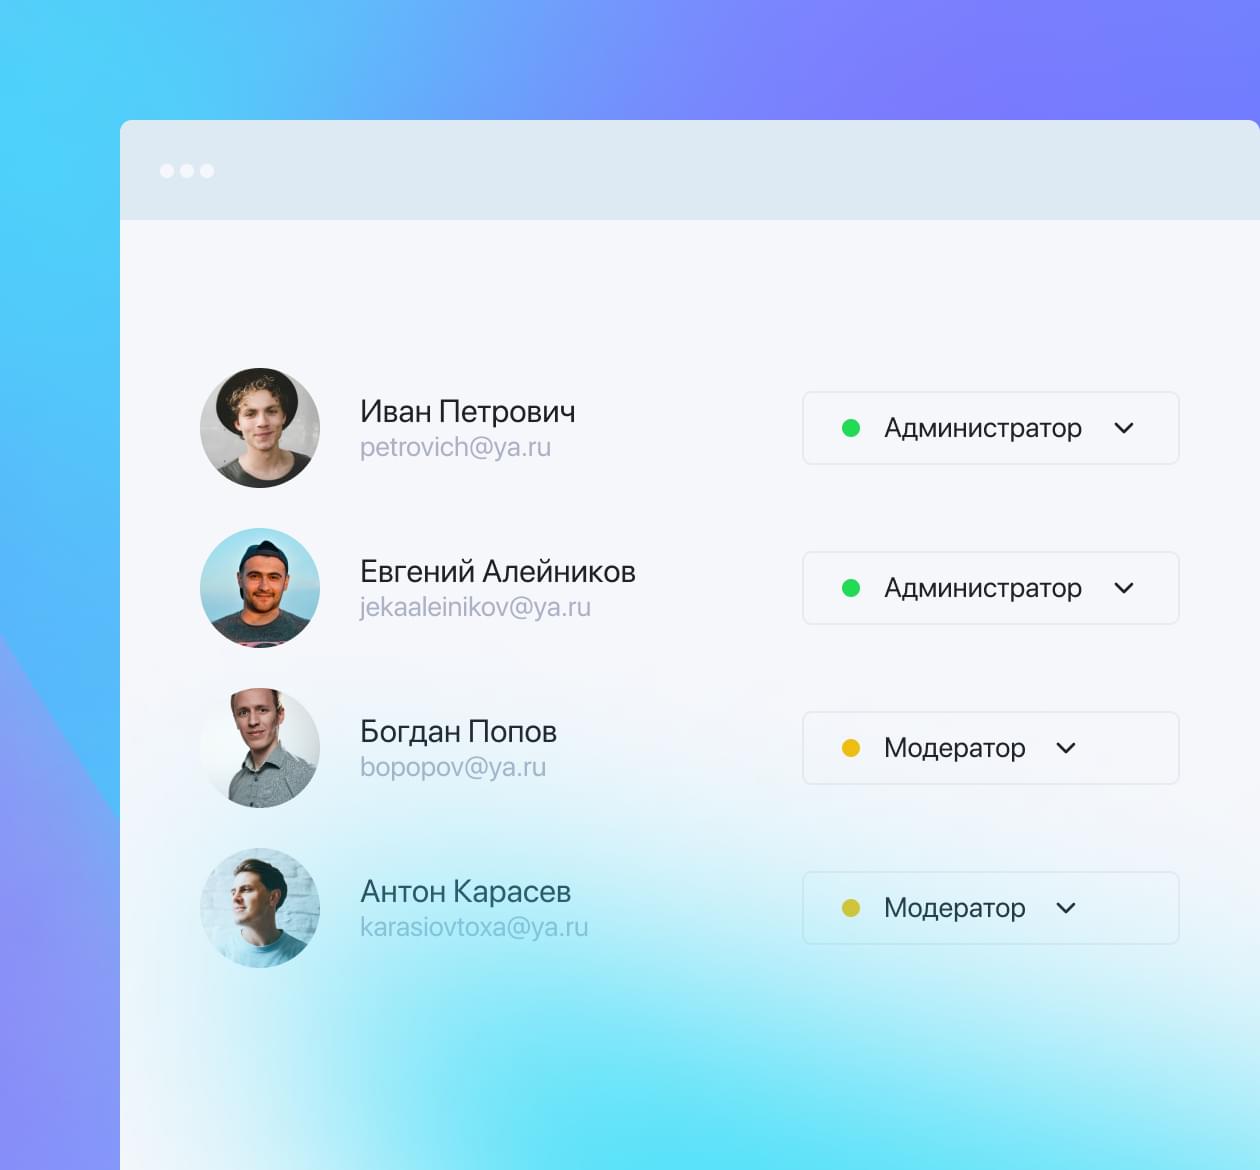 Иван Петрович
petrovich@ya.ru
Администратор
Евгений Алейников
jekaaleinikov@ya.ru
Администратор
Богдан Попов
bopopov@ya.ru
Модератор
Антон Карасев
karasiovtoxa@ya.ru
Модератор